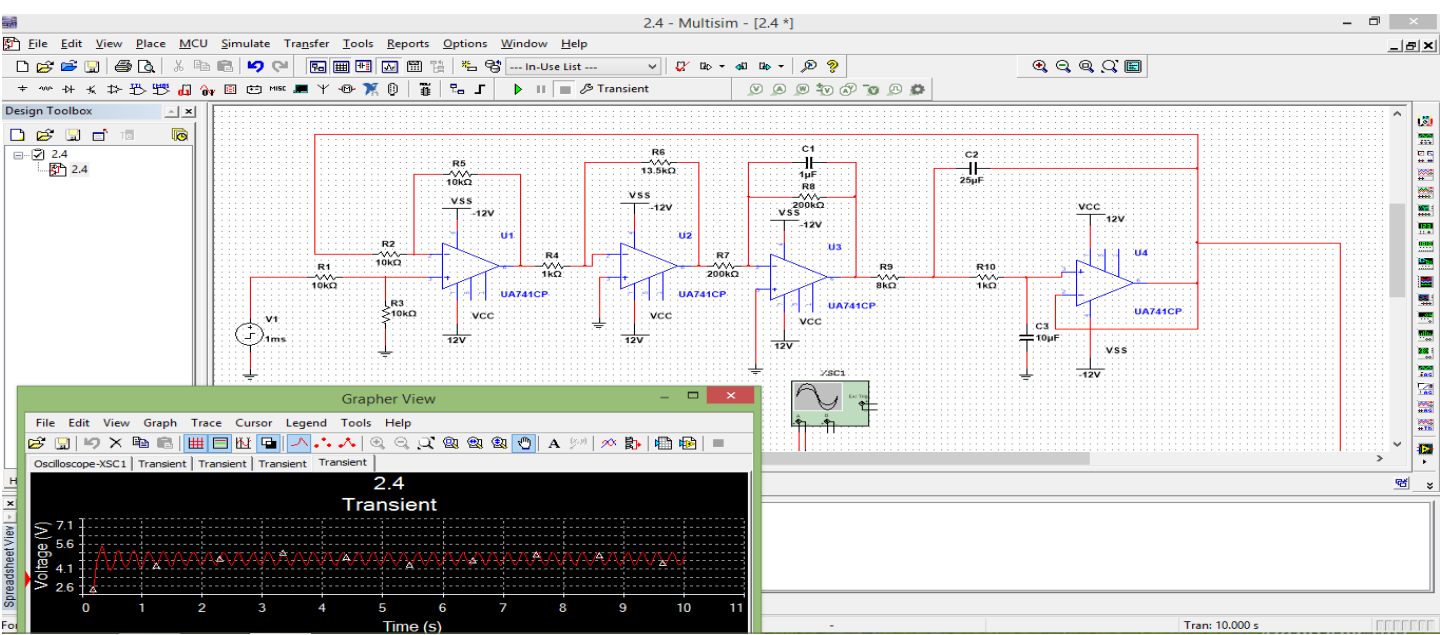 2.4 - Multisim - [2.4 *]
File Edit View Place MCU Simulate Transfer Tools Reports Options Window Help
--- In-Use List ---
Transient
Design Toolbox
2.4
2.4
R5
10kΩ
VSS
-12V
U1
R2
10kΩ
R1
10kΩ
R3
10kΩ
V1
1ms
UA741CP
VCC
12V
R6
13.5kΩ
VSS
-12V
U2
R4
1kΩ
UA741CP
VCC
12V
C1
1µF
R8
200kΩ
VSS
-12V
U3
R7
200kΩ
UA741CP
VCC
12V
C2
25µF
R9
8kΩ
R10
1kΩ
VCC
12V
U4
UA741CP
C3
10µF
VSS
-12V
XSC1
Ext Trig
Grapher View
File Edit View Graph Trace Cursor Legend Tools Help
Oscilloscope-XSC1 Transient Transient Transient Transient
2.4
Transient
Voltage (V)
7.1
5.6
4.1
2.6
0 1 2 3 4 5 6 7 8 9 10 11
Time (s)
Spreadsheet View
Tran: 10.000 s